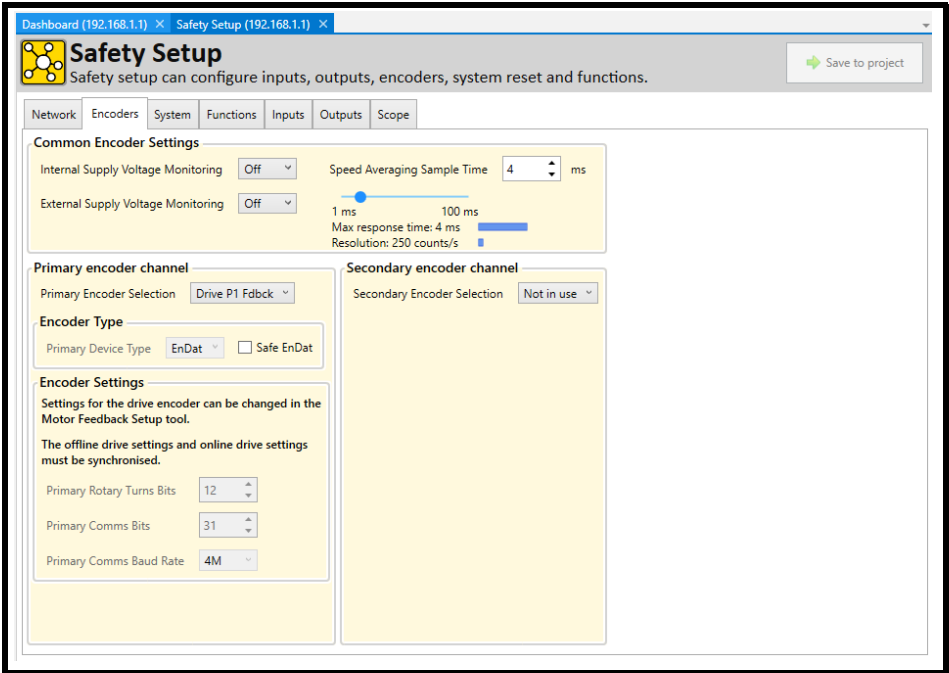 Dashboard (192.168.1.1) × Safety Setup (192.168.1.1) ×
Safety Setup
Safety setup can configure inputs, outputs, encoders, system reset and functions.
Save to project
Network Encoders System Functions Inputs Outputs Scope
Common Encoder Settings
Internal Supply Voltage Monitoring Off Speed Averaging Sample Time 4 ms
External Supply Voltage Monitoring Off
1 ms 100 ms
Max response time: 4 ms
Resolution: 250 counts/s
Primary encoder channel
Primary Encoder Selection Drive P1 Fdbck
Encoder Type
Primary Device Type EnDat Safe EnDat
Encoder Settings
Settings for the drive encoder can be changed in the
Motor Feedback Setup tool.
The offline drive settings and online drive settings
must be synchronised.
Primary Rotary Turns Bits 12
Primary Comms Bits 31
Primary Comms Baud Rate 4M
Secondary encoder channel
Secondary Encoder Selection Not in use